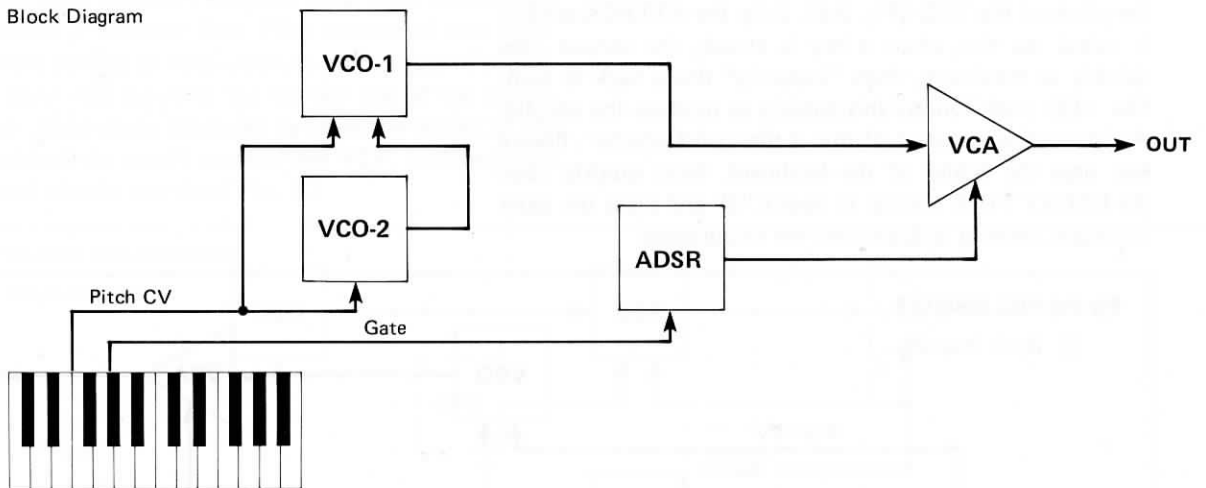 Block Diagram
VCO-1
VCA
OUT
VCO-2
ADSR
Pitch CV
Gate